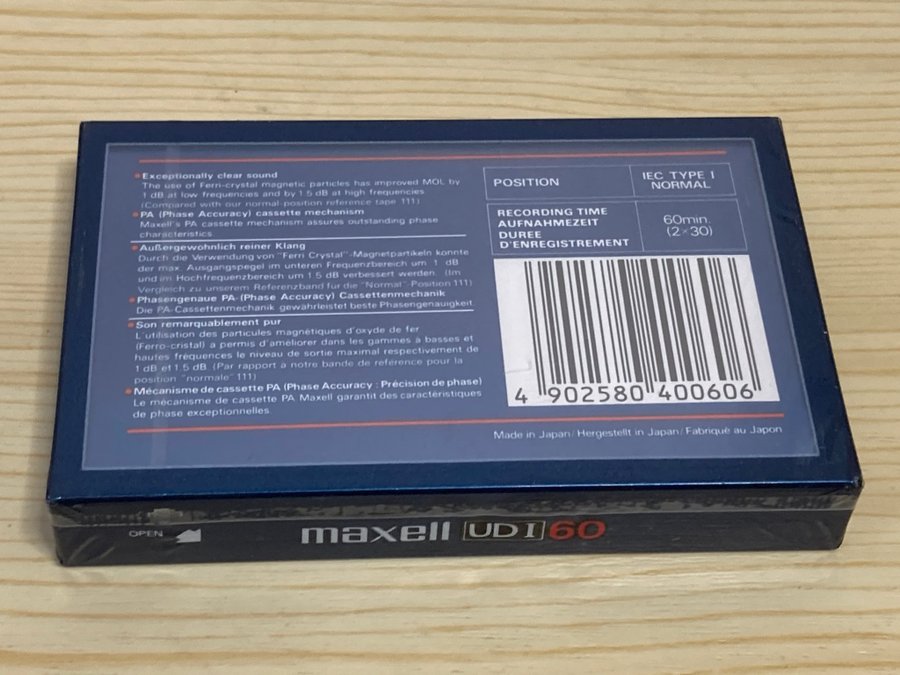 • Exceptionally clear sound
The use of Ferri-crystal magnetic particles has improved MOL by
1 dB at low frequencies and by 1.5 dB at high frequencies.
(Compared with our normal-position reference tape 111)
• PA (Phase Accuracy) cassette mechanism
Maxell's PA cassette mechanism assures outstanding phase
characteristics.
• Außergewöhnlich reiner Klang
Durch die Verwendung von "Ferri Crystal"-Magnetpartikeln konnte
der max. Ausgangspegel im unteren Frequenzbereich um 1 dB
und im Hochfrequenzbereich um 1.5 dB verbessert werden. (Im
Vergleich zu unserem Referenzband für die "Normal"-Position 111)
• Phasengenaue PA-(Phase Accuracy) Cassettenmechanik
Die PA-Cassettenmechanik gewährleistet beste Phasengenauigkeit.
• Son remarquablement pur
L'utilisation des particules magnétiques d'oxyde de fer
(Ferro-cristal) a permis d'améliorer dans les gammes à basses et
hautes fréquences le niveau de sortie maximal respectivement de
1 dB et 1.5 dB (Par rapport à notre bande de référence pour la
position "normale" 111)
• Mécanisme de cassette PA (Phase Accuracy : Précision de phase)
Le mécanisme de cassette PA Maxell garantit des caractéristiques
de phase exceptionnelles.
POSITION
IEC TYPE I
NORMAL
RECORDING TIME
AUFNAHMEZEIT
DUREE
D'ENREGISTREMENT
60min.
(2×30)
4 902580 400606
Made in Japan/Hergestellt in Japan/Fabriqué au Japon
OPEN
maxell UD I 60